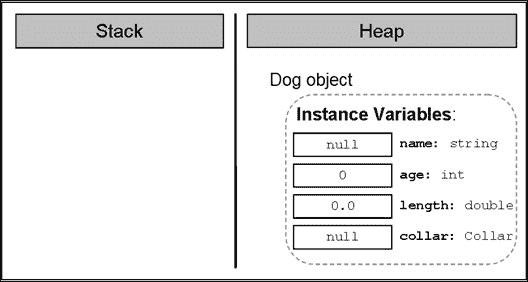 Stack
Heap
Dog object
Instance Variables:
null name: string
0 age: int
0.0 length: double
null collar: Collar